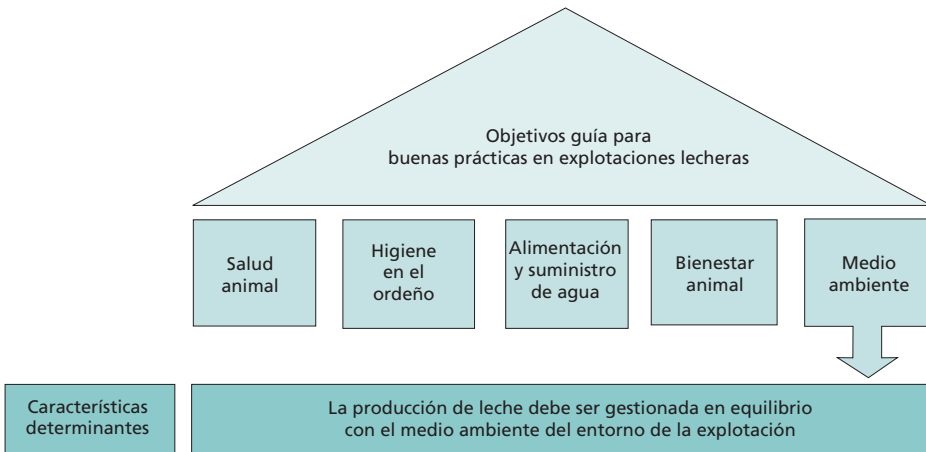 Objetivos guía para
buenas prácticas en explotaciones lecheras
Salud
animal
Higiene
en el
ordeño
Alimentación
y suministro
de agua
Bienestar
animal
Medio
ambiente
Características
determinantes
La producción de leche debe ser gestionada en equilibrio
con el medio ambiente del entorno de la explotación